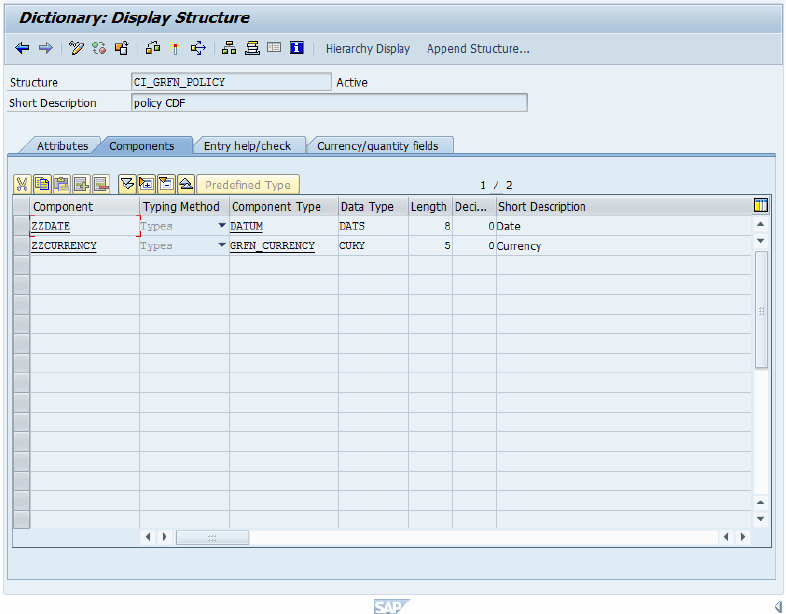 Dictionary: Display Structure
Hierarchy Display Append Structure...
Structure CI_GRFN_POLICY Active
Short Description policy CDF
Attributes Components Entry help/check Currency/quantity fields
Predefined Type 1 / 2
Component Typing Method Component Type Data Type Length Deci... Short Description
ZZDATE Types DATUM DATS 8 0 Date
ZZCURRENCY Types GRFN_CURRENCY CUKY 5 0 Currency
SAP